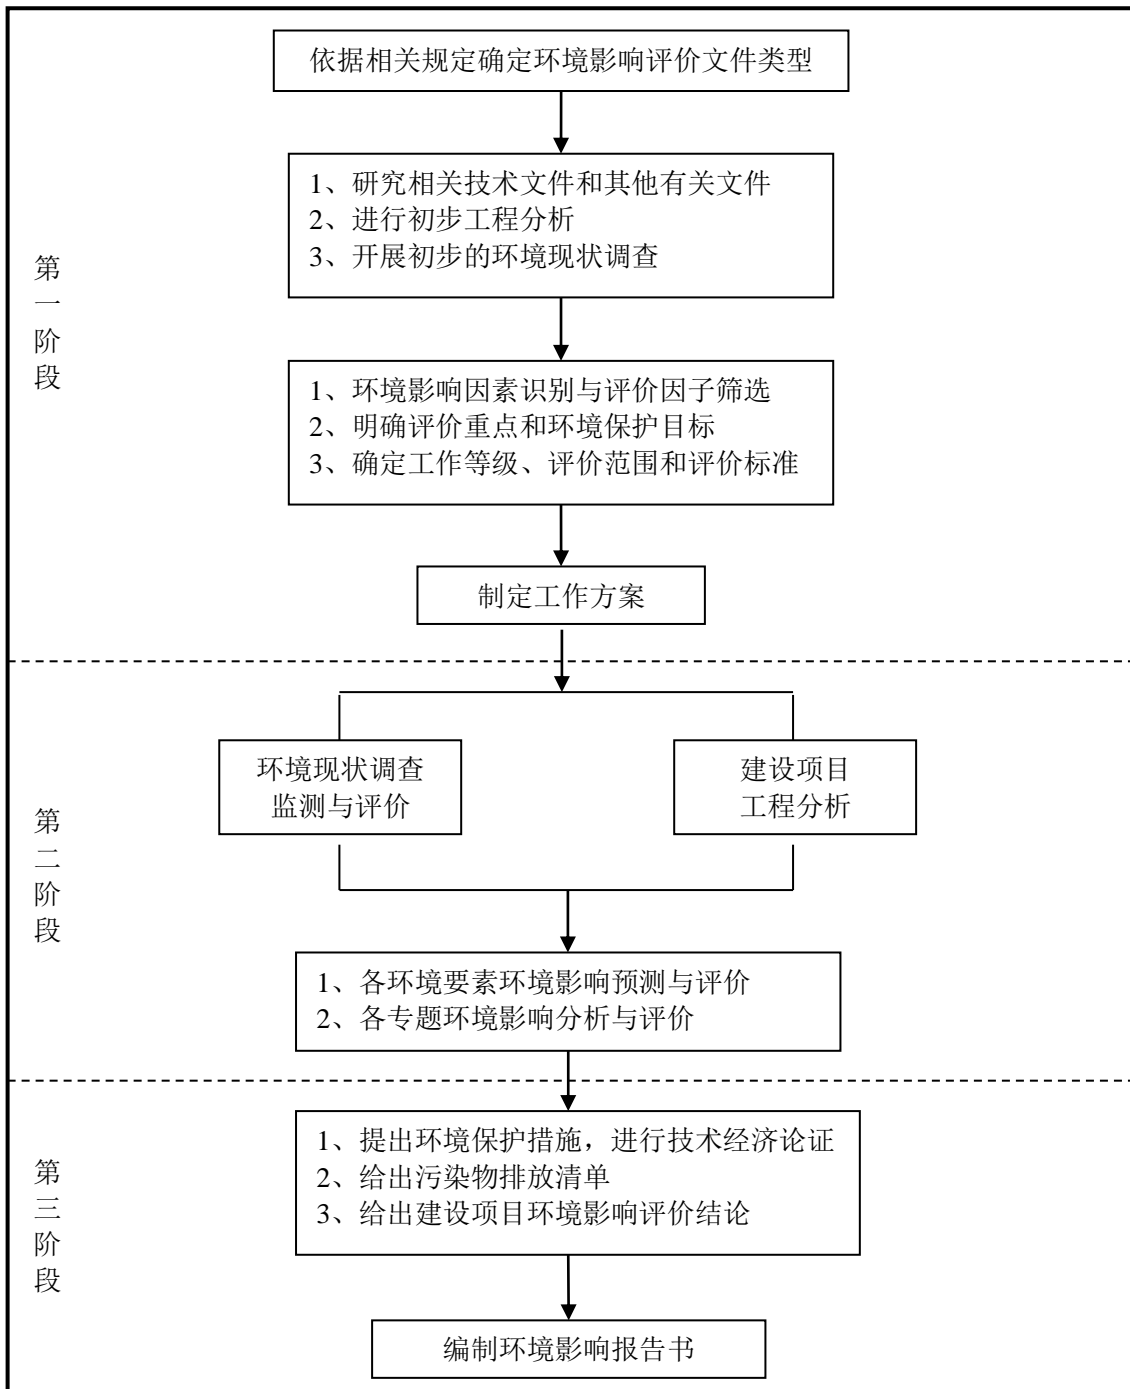 依据相关规定确定环境影响评价文件类型
1、研究相关技术文件和其他有关文件
2、进行初步工程分析
3、开展初步的环境现状调查
第
一
阶
段
1、环境影响因素识别与评价因子筛选
2、明确评价重点和环境保护目标
3、确定工作等级、评价范围和评价标准
制定工作方案
环境现状调查
监测与评价
建设项目
工程分析
第
二
阶
段
1、各环境要素环境影响预测与评价
2、各专题环境影响分析与评价
1、提出环境保护措施，进行技术经济论证
2、给出污染物排放清单
3、给出建设项目环境影响评价结论
第
三
阶
段
编制环境影响报告书